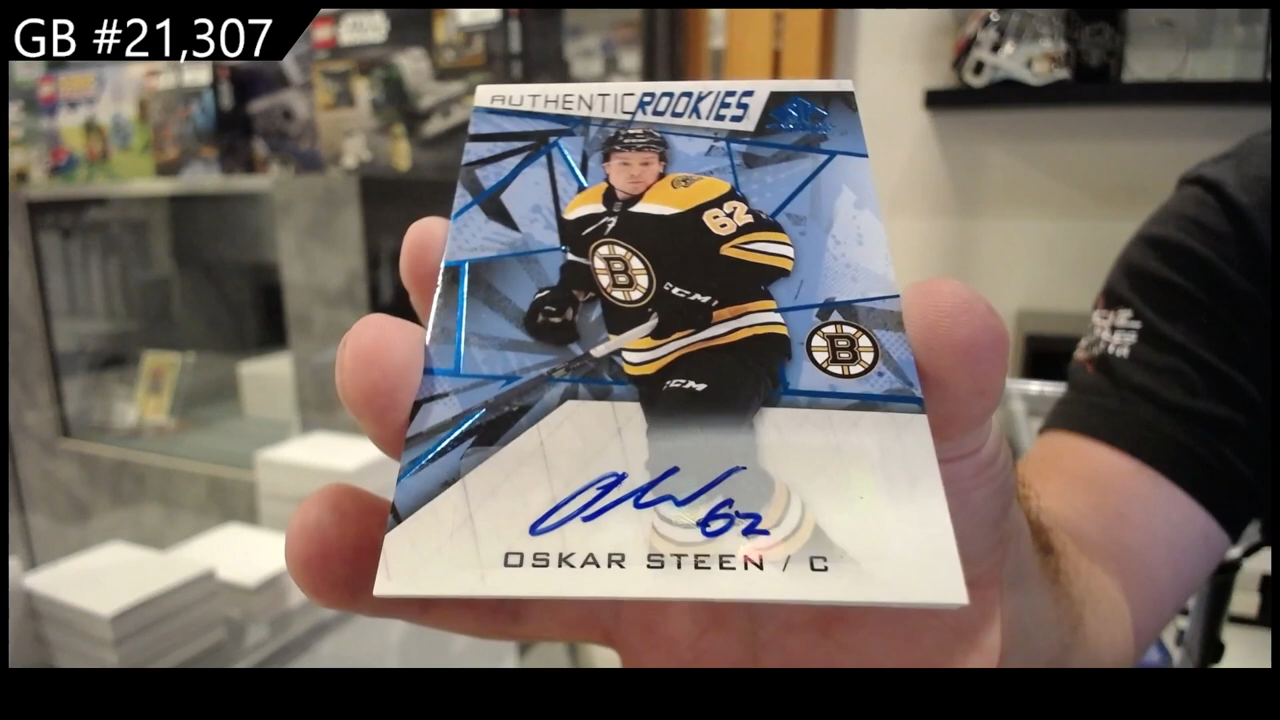 GB #21,307
AUTHENTIC ROOKIES
62
B
CCM
B
CCM
62
OSKAR STEEN / C